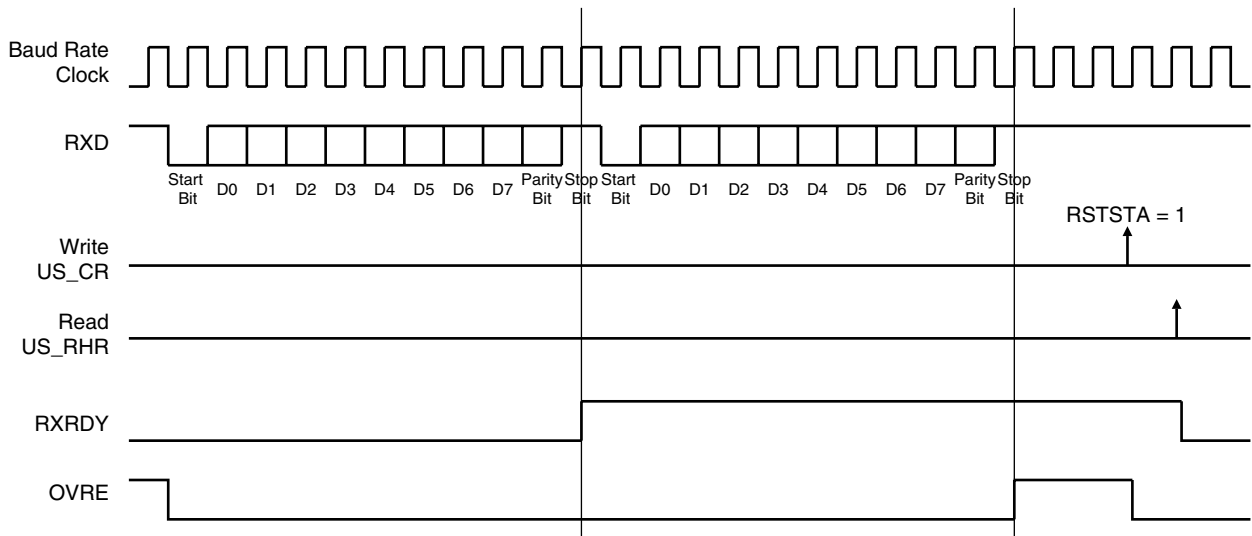 Baud Rate
Clock
RXD
Start
Bit
D0
D1
D2
D3
D4
D5
D6
D7
Parity
Bit
Stop
Bit
Start
Bit
D0
D1
D2
D3
D4
D5
D6
D7
Parity
Bit
Stop
Bit
RSTSTA = 1
Write
US_CR
Read
US_RHR
RXRDY
OVRE